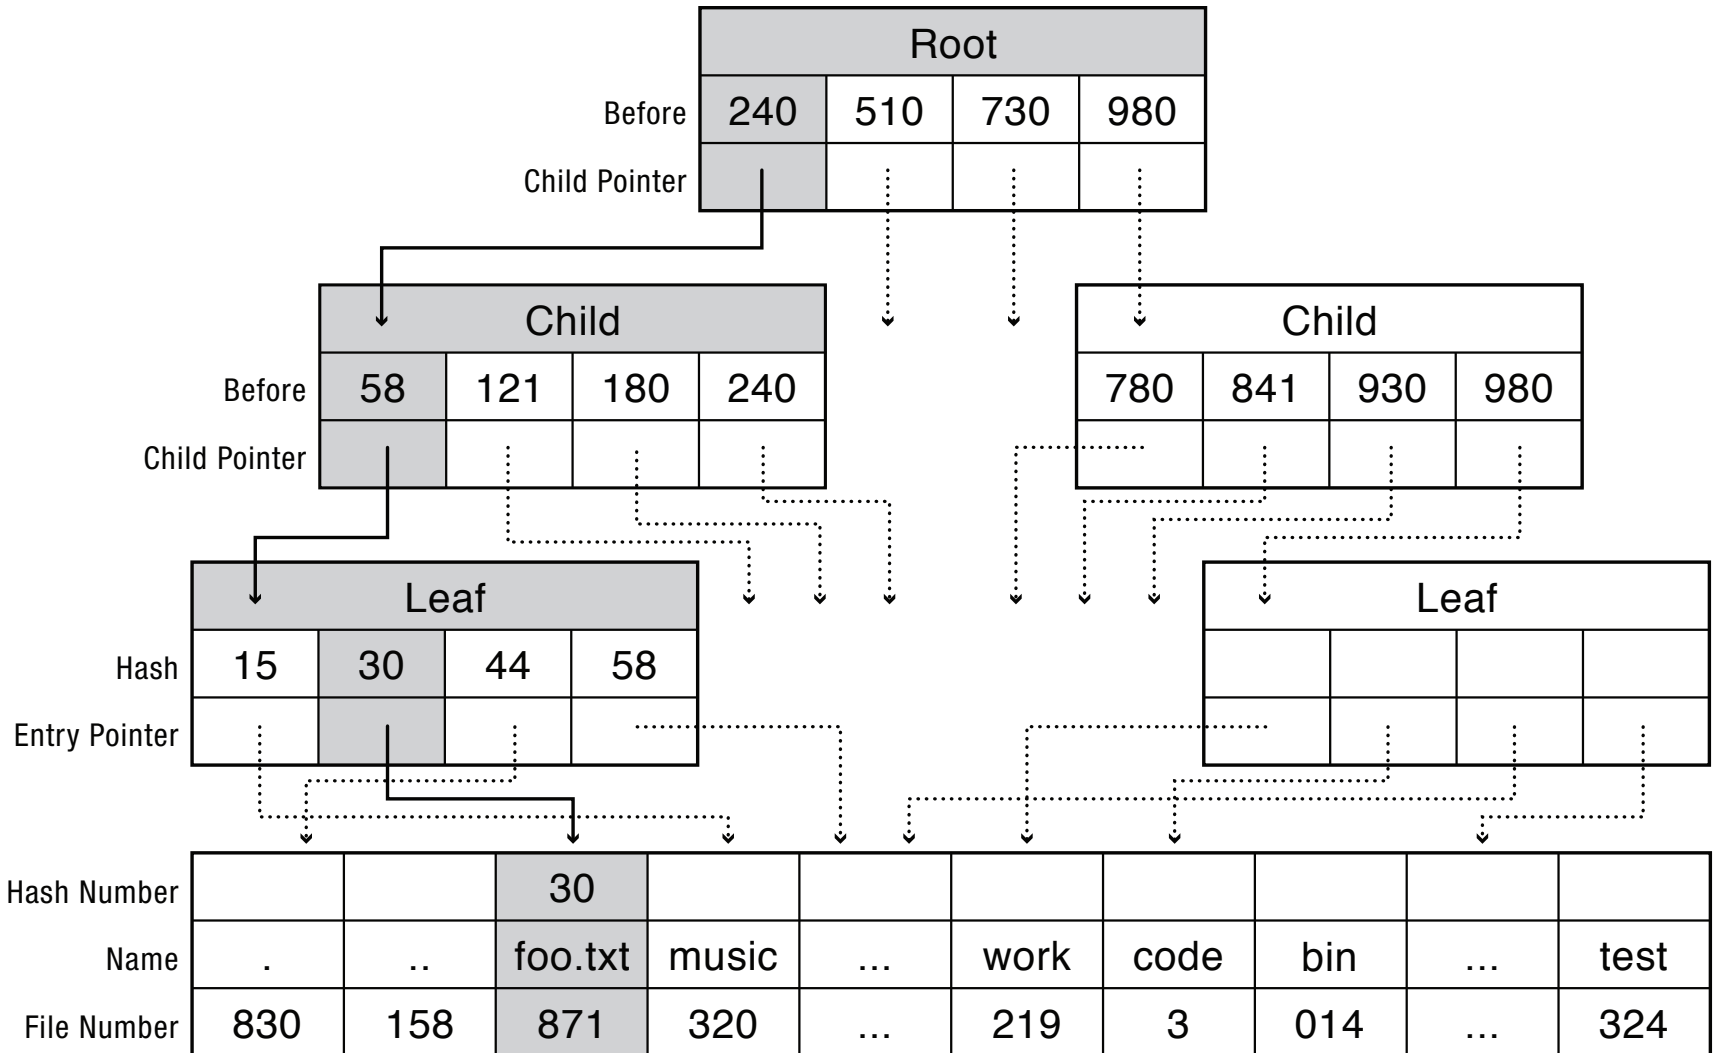 Root
Before 240 510 730 980
Child Pointer
Child Child
Before 58 121 180 240 780 841 930 980
Child Pointer
Leaf Leaf
Hash 15 30 44 58
Entry Pointer
Hash Number 30
Name . .. foo.txt music ... work code bin ... test
File Number 830 158 871 320 ... 219 3 014 ... 324